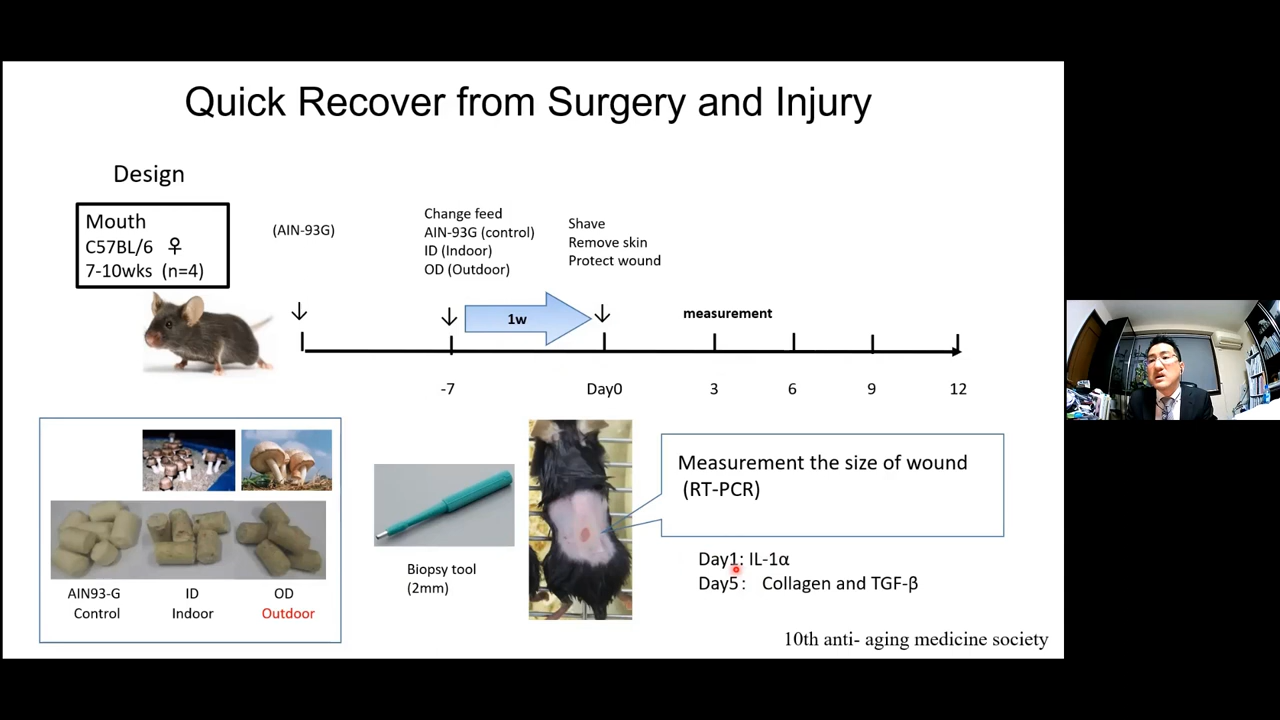 Quick Recover from Surgery and Injury
Design
Mouth
C57BL/6 ♀
7-10wks (n=4)
(AIN-93G)
Change feed
AIN-93G (control)
ID (Indoor)
OD (Outdoor)
Shave
Remove skin
Protect wound
1w
measurement
-7
Day0
3
6
9
12
AIN93-G
Control
ID
Indoor
OD
Outdoor
Biopsy tool
(2mm)
Measurement the size of wound
(RT-PCR)
Day1: IL-1α
Day5: Collagen and TGF-β
10th anti- aging medicine society